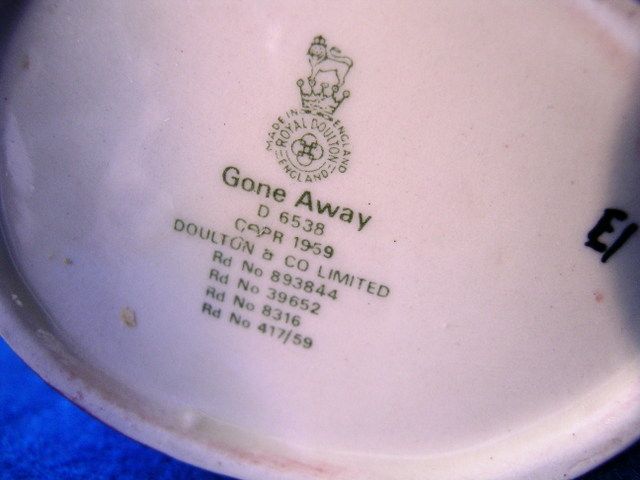 MADE IN ENGLAND
ROYAL DOULTON
ENGLAND
Gone Away
D 6538
COPR 1959
DOULTON & CO LIMITED
Rd No 893844
Rd No 39652
Rd No 8316
Rd No 417/59
E1